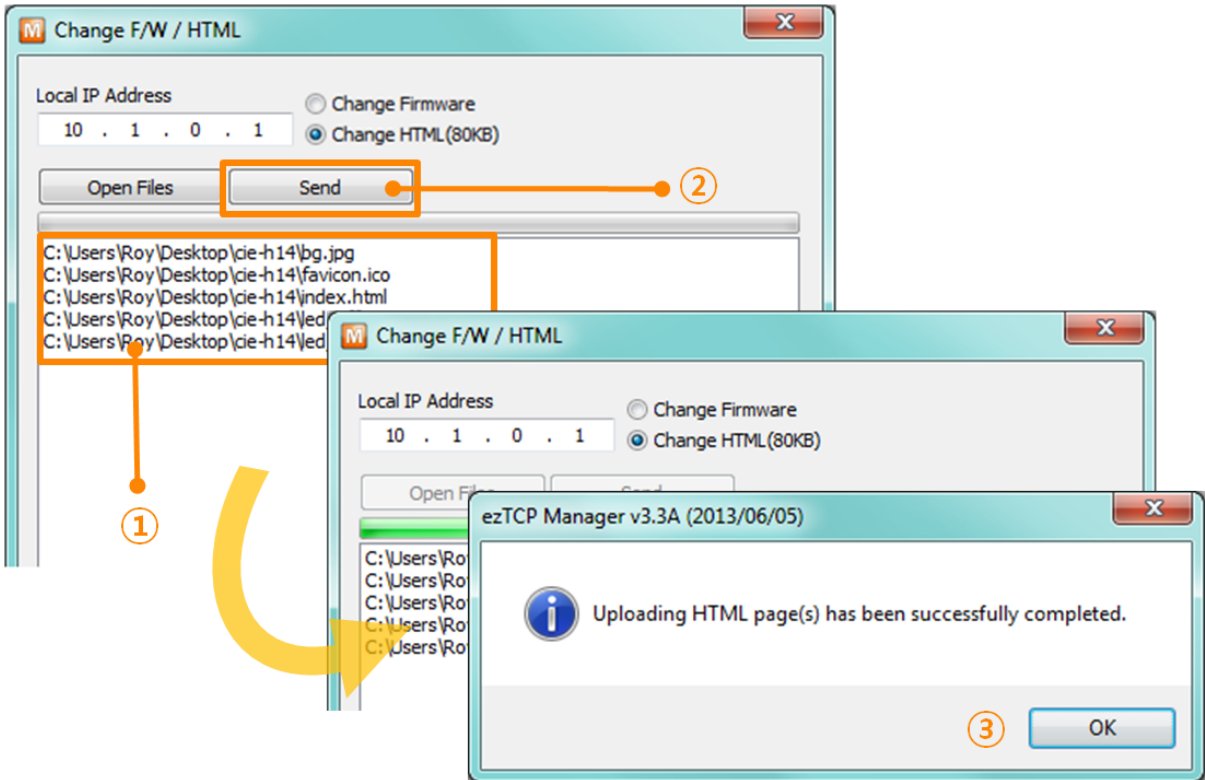 M Change F/W / HTML
Local IP Address
10 . 1 . 0 . 1
Change Firmware
Change HTML(80KB)
Open Files
Send
②
C:\Users\Roy\Desktop\cie-h14\bg.jpg
C:\Users\Roy\Desktop\cie-h14\favicon.ico
C:\Users\Roy\Desktop\cie-h14\index.html
C:\Users\Roy\Desktop\cie-h14\led_
C:\Users\Roy\Desktop\cie-h14\led_
①
M Change F/W / HTML
Local IP Address
10 . 1 . 0 . 1
Change Firmware
Change HTML(80KB)
Open
C:\Users\Ro
C:\Users\Ro
C:\Users\Ro
C:\Users\Ro
C:\Users\Ro
ezTCP Manager v3.3A (2013/06/05)
Uploading HTML page(s) has been successfully completed.
③
OK